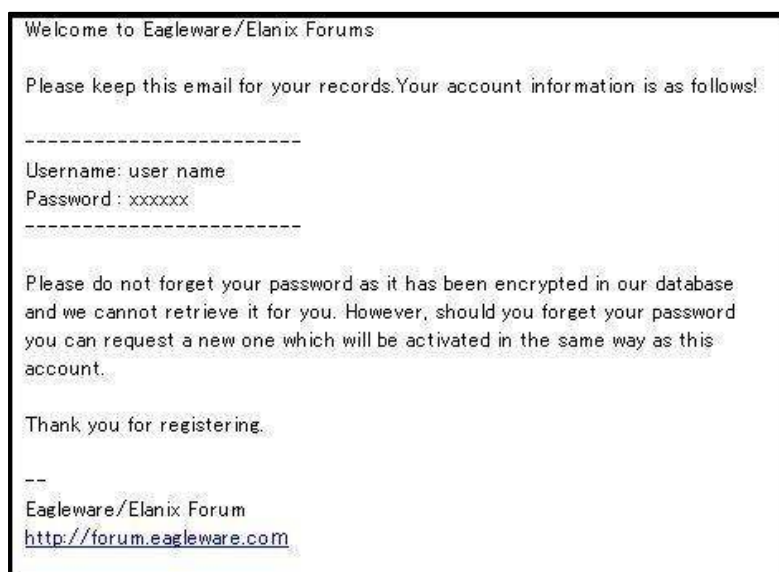 Welcome to Eagleware/Elanix Forums
Please keep this email for your records.Your account information is as follows!
------------------------
Username: user name
Password : xxxxxx
------------------------
Please do not forget your password as it has been encrypted in our database
and we cannot retrieve it for you. However, should you forget your password
you can request a new one which will be activated in the same way as this
account.
Thank you for registering.
--
Eagleware/Elanix Forum
http://forum.eagleware.com